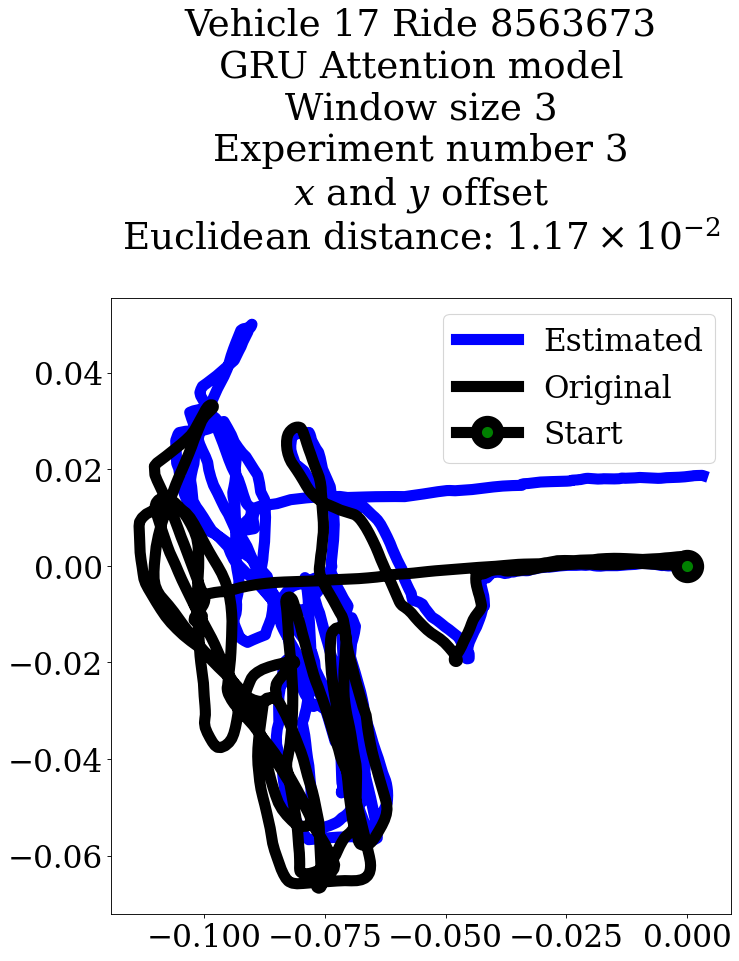 Vehicle 17 Ride 8563673
GRU Attention model
Window size 3
Experiment number 3
x and y offset
Euclidean distance: 1.17 × 10⁻²
Estimated
Original
Start
0.04
0.02
0.00
−0.02
−0.04
−0.06
−0.100 −0.075 −0.050 −0.025 0.000